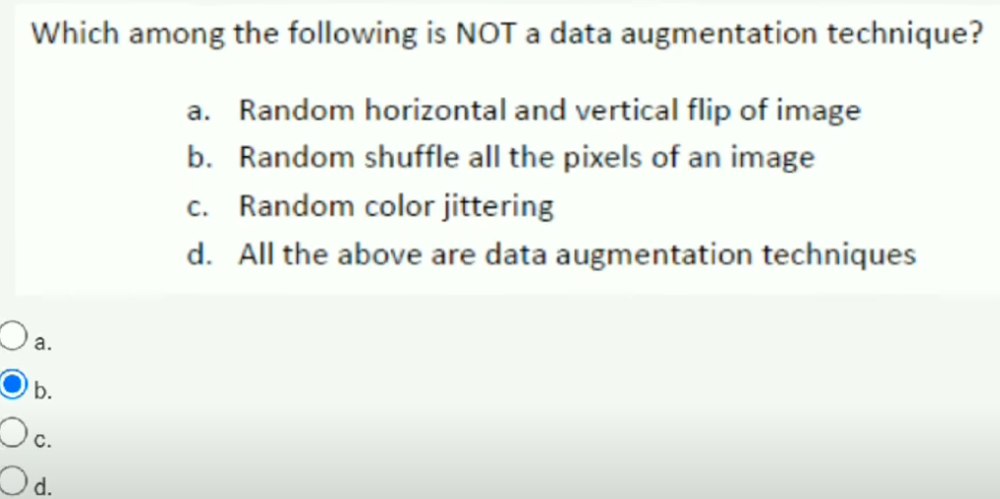 Which among the following is NOT a data augmentation technique?
a. Random horizontal and vertical flip of image
b. Random shuffle all the pixels of an image
c. Random color jittering
d. All the above are data augmentation techniques
a.
b.
c.
d.